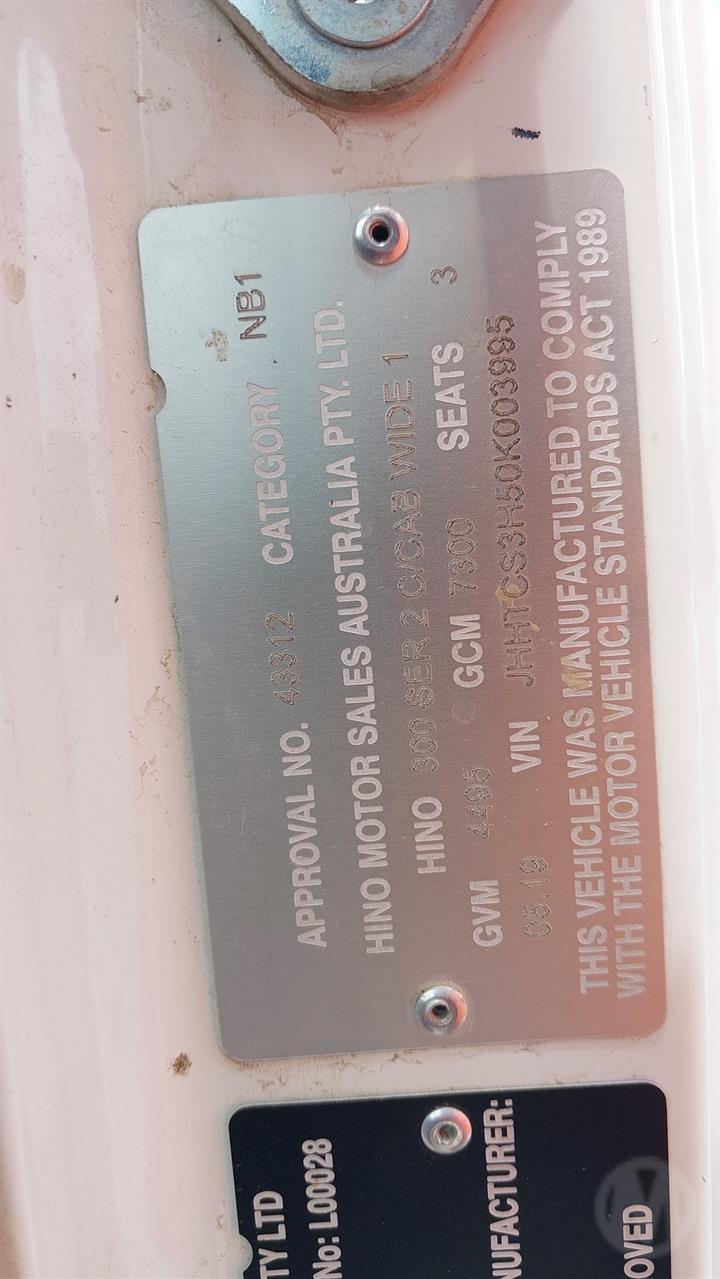 APPROVAL NO. 43312 CATEGORY NB1
HINO MOTOR SALES AUSTRALIA PTY. LTD.
HINO 300 SER 2 C/CAB WIDE 1
GVM 4495 GCM 7300 SEATS 3
05.19 VIN JHHTCS3H50K003995
THIS VEHICLE WAS MANUFACTURED TO COMPLY
WITH THE MOTOR VEHICLE STANDARDS ACT 1989
TY LTD
No: L00028
NUFACTURER:
OVED